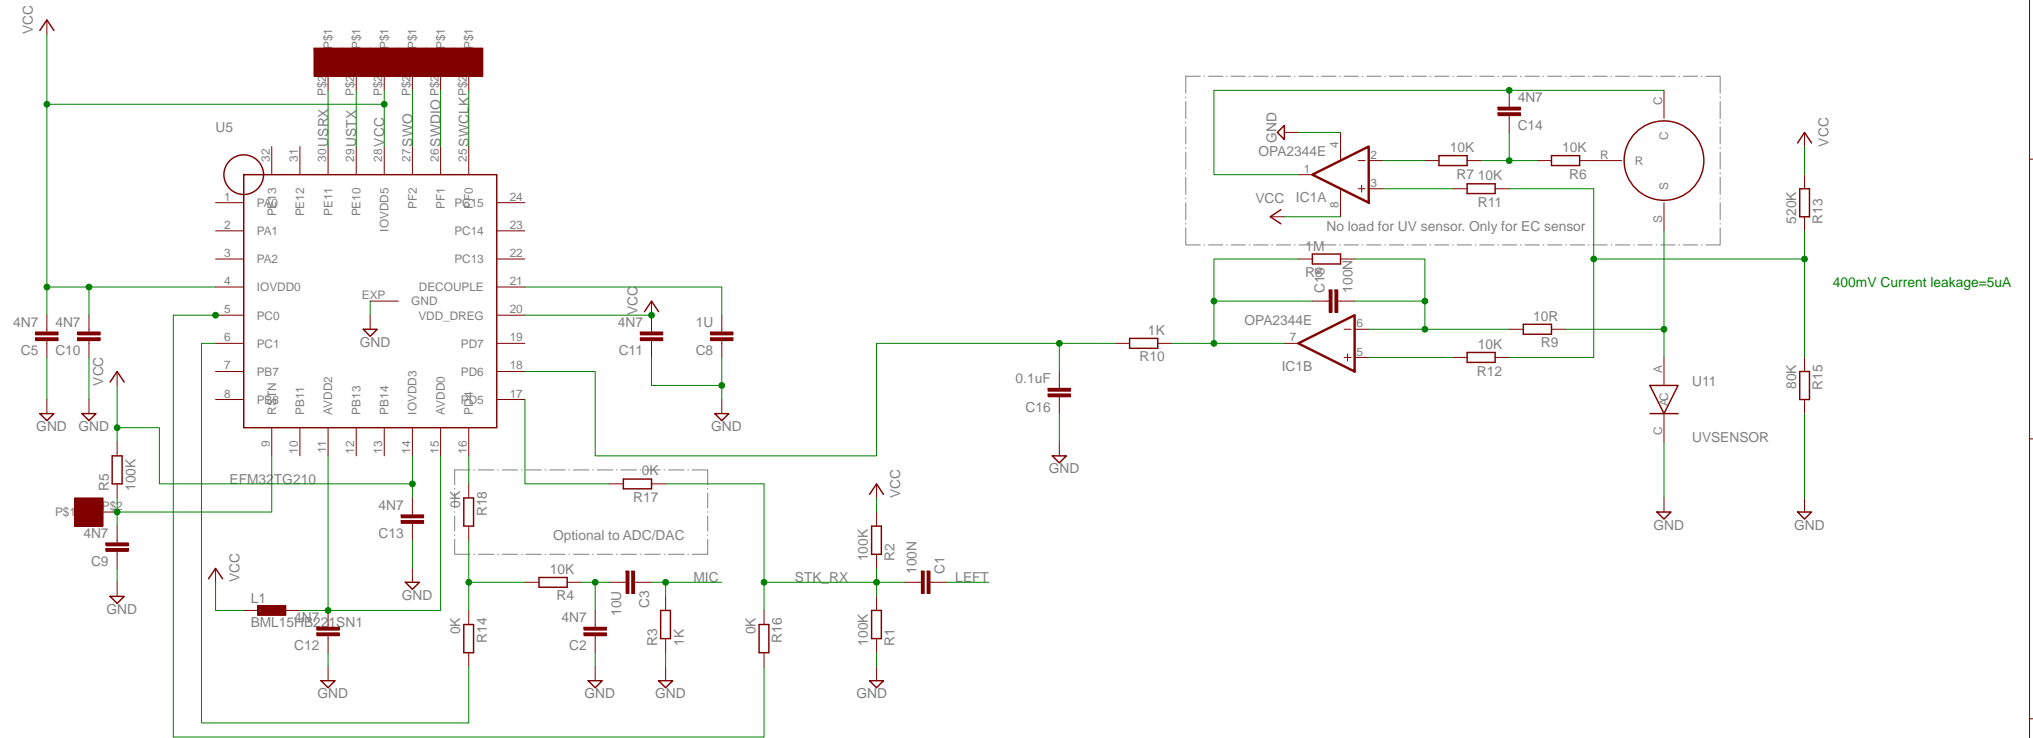 VCC
P$1
P$1
P$1
P$1
P$1
P$1
P$2
P$2
P$2
P$2
P$2
P$2
USRX
USTX
VCC
SWO
SWDIO
SWCLK
U5
32
31
30
29
28
27
26
25
PE13
PE12
PE11
PE10
IOVDD5
PF2
PF1
PF0
1
PA0
2
PA1
3
PA2
4
IOVDD0
5
PC0
6
PC1
7
PB7
8
PB8
PC15
24
PC14
23
PC13
22
DECOUPLE
21
VDD_DREG
20
PD7
19
PD6
18
PD5
17
EXP
GND
GND
RSTN
PB11
AVDD2
PB13
PB14
IOVDD3
AVDD0
PD4
9
10
11
12
13
14
15
16
EFM32TG210
4N7
C5
4N7
C10
GND
GND
VCC
R5
100K
P$1
P$2
4N7
C9
GND
VCC
L1
BML15HB221SN1
4N7
C12
GND
4N7
C13
GND
VCC
4N7
C11
1U
C8
GND
0K
R18
0K
R17
Optional to ADC/DAC
10K
R4
10U
C3
MIC
4N7
C2
R3
1K
GND
GND
0K
R14
0K
R16
STK_RX
VCC
100K
R2
100N
C1
LEFT
100K
R1
GND
0.1uF
C16
GND
1K
R10
GND
OPA2344E
4
1
2
3
8
IC1A
VCC
4N7
C14
10K
R7
10K
R6
10K
R11
R
R
C
C
S
S
No load for UV sensor. Only for EC sensor
1M
100N
OPA2344E
7
6
5
IC1B
10R
R9
10K
R12
A
C
AC
U11
UVSENSOR
GND
VCC
520K
R13
80K
R15
GND
400mV Current leakage=5uA